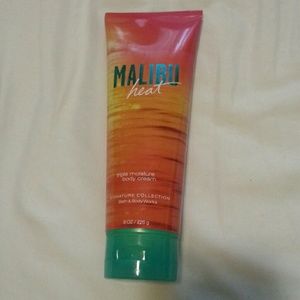 MALIBU
heat
triple moisture
body cream
SIGNATURE COLLECTION
Bath & Body Works
8 OZ / 226 g